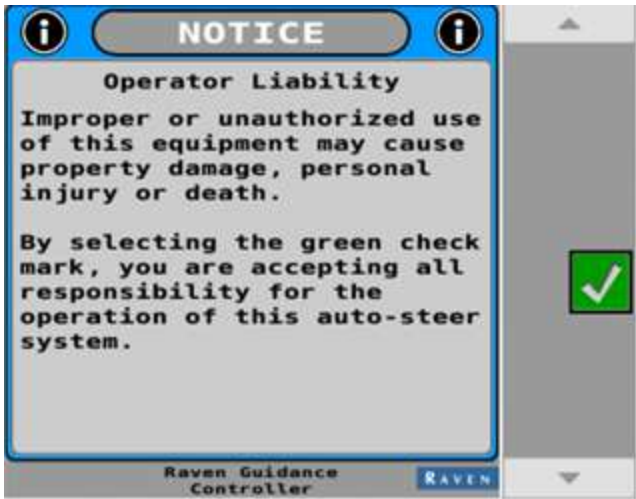 NOTICE
Operator Liability
Improper or unauthorized use
of this equipment may cause
property damage, personal
injury or death.
By selecting the green check
mark, you are accepting all
responsibility for the
operation of this auto-steer
system.
Raven Guidance
Controller
RAVEN